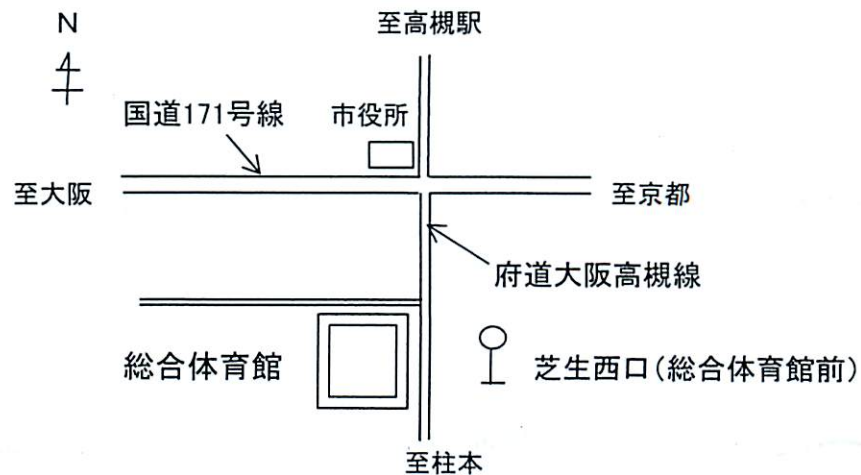 N
至高槻駅
国道171号線
市役所
至大阪
至京都
府道大阪高槻線
総合体育館
芝生西口(総合体育館前)
至柱本